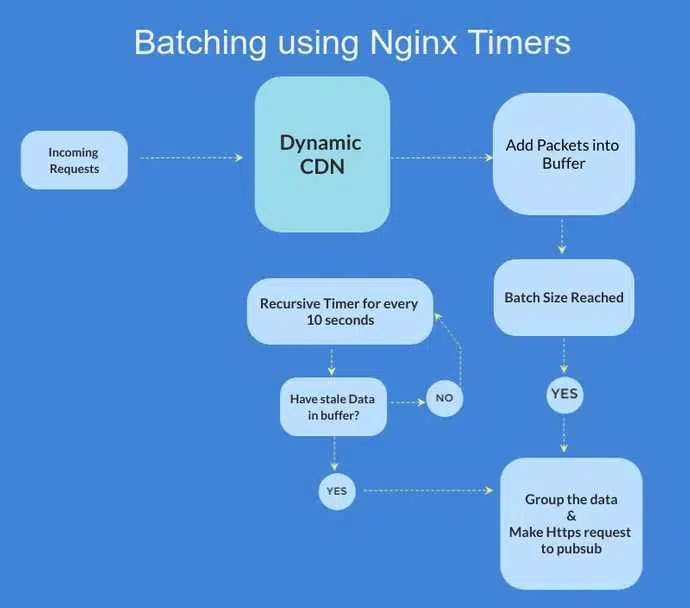 Batching using Nginx Timers
Incoming
Requests
Dynamic
CDN
Add Packets into
Buffer
Recursive Timer for every
10 seconds
Batch Size Reached
Have stale Data
in buffer?
NO
YES
YES
Group the data
&
Make Https request
to pubsub